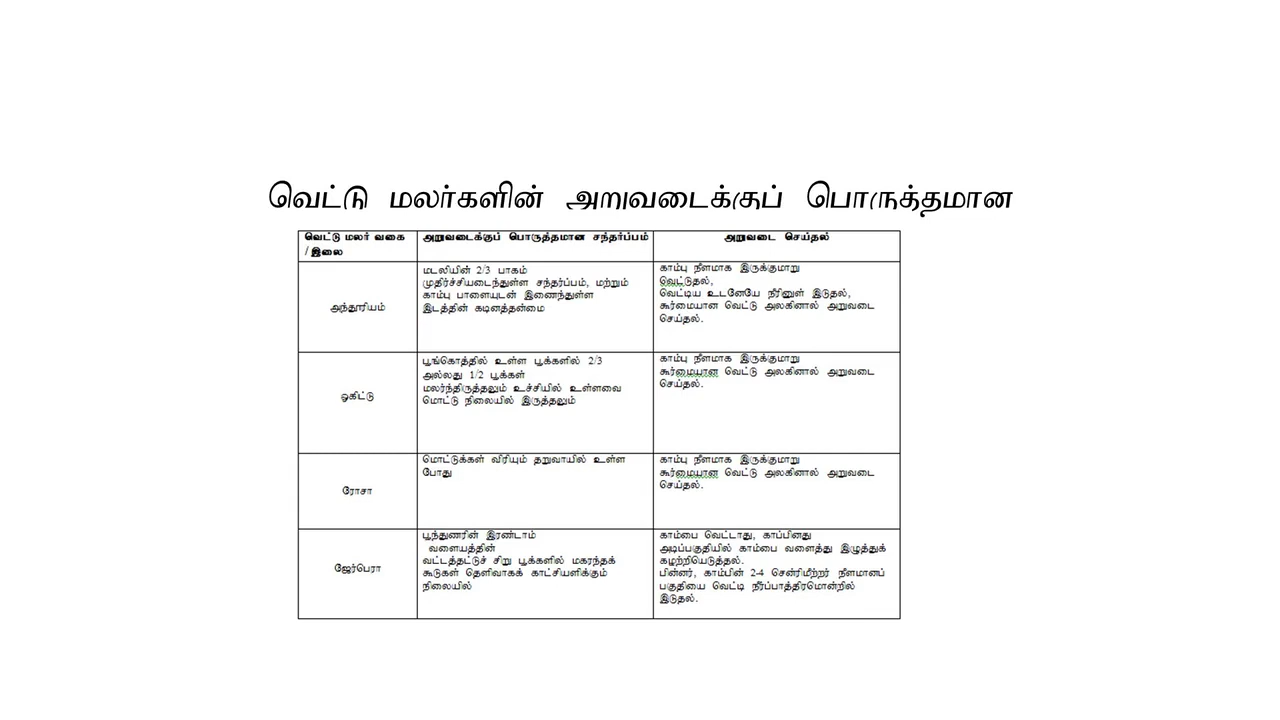 வெட்டு மலர்களின் அறுவடைக்குப் பொருத்தமான
வெட்டு மலர் வகை
/ இலை
அறுவடைக்குப் பொருத்தமான சந்தர்ப்பம்
அறுவடை செய்தல்
அந்தூரியம்
மடலியின் 2/3 பாகம்
முதிர்ச்சியடைந்துள்ள சந்தர்ப்பம், மற்றும்
காம்பு பாளையுடன் இணைந்துள்ள
இடத்தின் கடினத்தன்மை
காம்பு நீளமாக இருக்குமாறு
வெட்டுதல்,
வெட்டிய உடனேயே நீரினுள் இடுதல்,
கூர்மையான வெட்டு அலகினால் அறுவடை
செய்தல்.
ஓகிட்டு
பூங்கொத்தில் உள்ள பூக்களில் 2/3
அல்லது 1/2 பூக்கள்
மலர்ந்திருத்தலும் உச்சியில் உள்ளவை
மொட்டு நிலையில் இருத்தலும்
காம்பு நீளமாக இருக்குமாறு
கூர்மையான வெட்டு அலகினால் அறுவடை
செய்தல்.
ரோசா
மொட்டுக்கள் விரியும் தறுவாயில் உள்ள
போது
காம்பு நீளமாக இருக்குமாறு
கூர்மையான வெட்டு அலகினால் அறுவடை
செய்தல்.
ஜேர்பெரா
பூந்துணரின் இரண்டாம்
வளையத்தின்
வட்டத்தட்டுச் சிறு பூக்களில் மகரந்தக்
கூடுகள் தெளிவாகக் காட்சியளிக்கும்
நிலையில்
காம்பை வெட்டாது, காப்பினது
அடிப்பகுதியில் காம்பை வளைத்து இழுத்துக்
கழற்றியெடுத்தல்.
பின்னர், காம்பின் 2-4 சென்ரிமீற்றர் நீளமானப்
பகுதியை வெட்டி நீர்ப்பாத்திரமொன்றில்
இடுதல்.